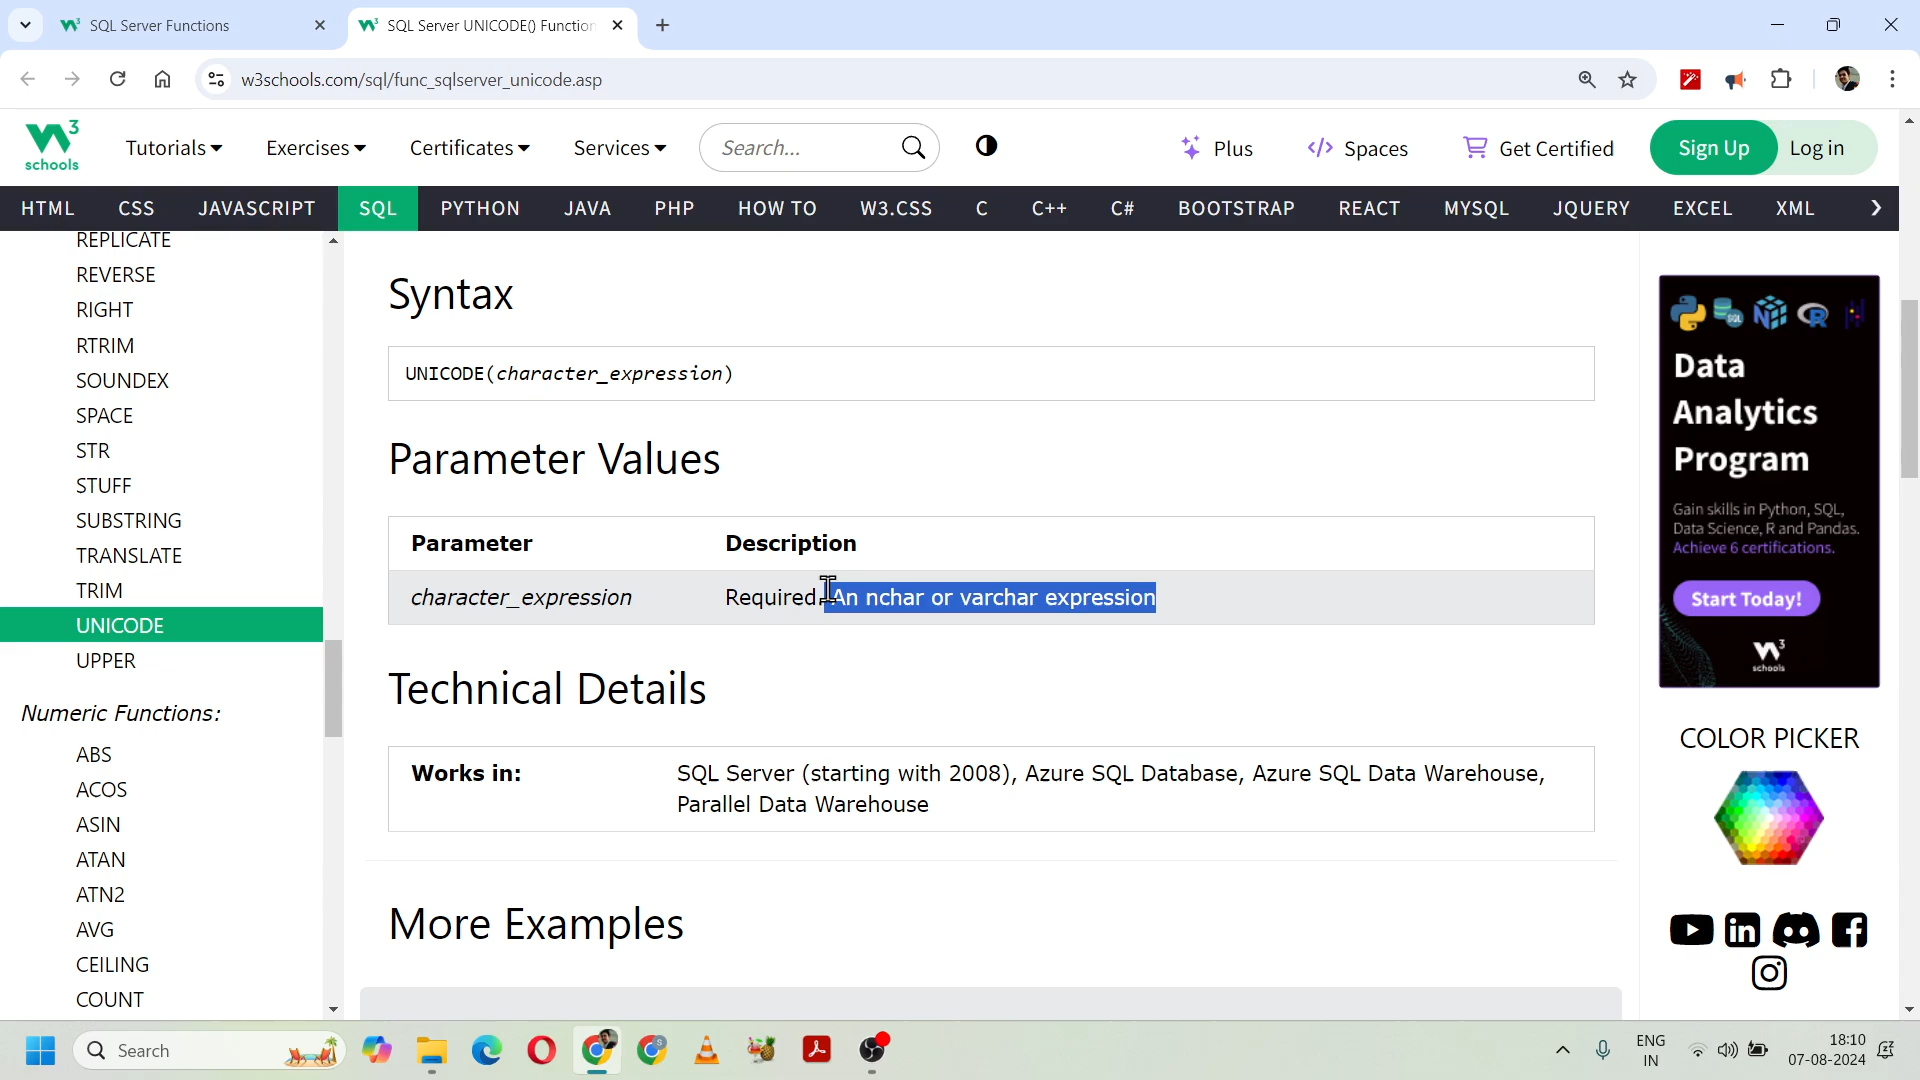 SQL Server Functions
SQL Server UNICODE() Function
w3schools.com/sql/func_sqlserver_unicode.asp
W3
schools
Tutorials
Exercises
Certificates
Services
Search...
Plus
</> Spaces
Get Certified
Sign Up
Log in
HTML CSS JAVASCRIPT SQL PYTHON JAVA PHP HOW TO W3.CSS C C++ C# BOOTSTRAP REACT MYSQL JQUERY EXCEL XML
REPLICATE
REVERSE
RIGHT
RTRIM
SOUNDEX
SPACE
STR
STUFF
SUBSTRING
TRANSLATE
TRIM
UNICODE
UPPER
Numeric Functions:
ABS
ACOS
ASIN
ATAN
ATN2
AVG
CEILING
COUNT
Syntax
UNICODE(character_expression)
Parameter Values
Parameter Description
character_expression Required. An nchar or varchar expression
Technical Details
Works in: SQL Server (starting with 2008), Azure SQL Database, Azure SQL Data Warehouse,
Parallel Data Warehouse
More Examples
SQL
R
Data
Analytics
Program
Gain skills in Python, SQL,
Data Science, R and Pandas.
Achieve 6 certifications.
Start Today!
W3
schools
COLOR PICKER
Search
ENG
IN
18:10
07-08-2024